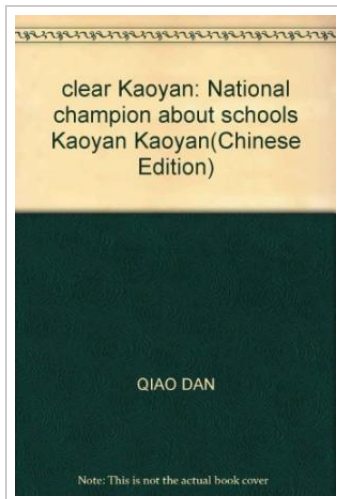 clear Kaoyan: National
champion about schools
Kaoyan Kaoyan(Chinese
Edition)
QIAO DAN
Note: This is not the actual book cover